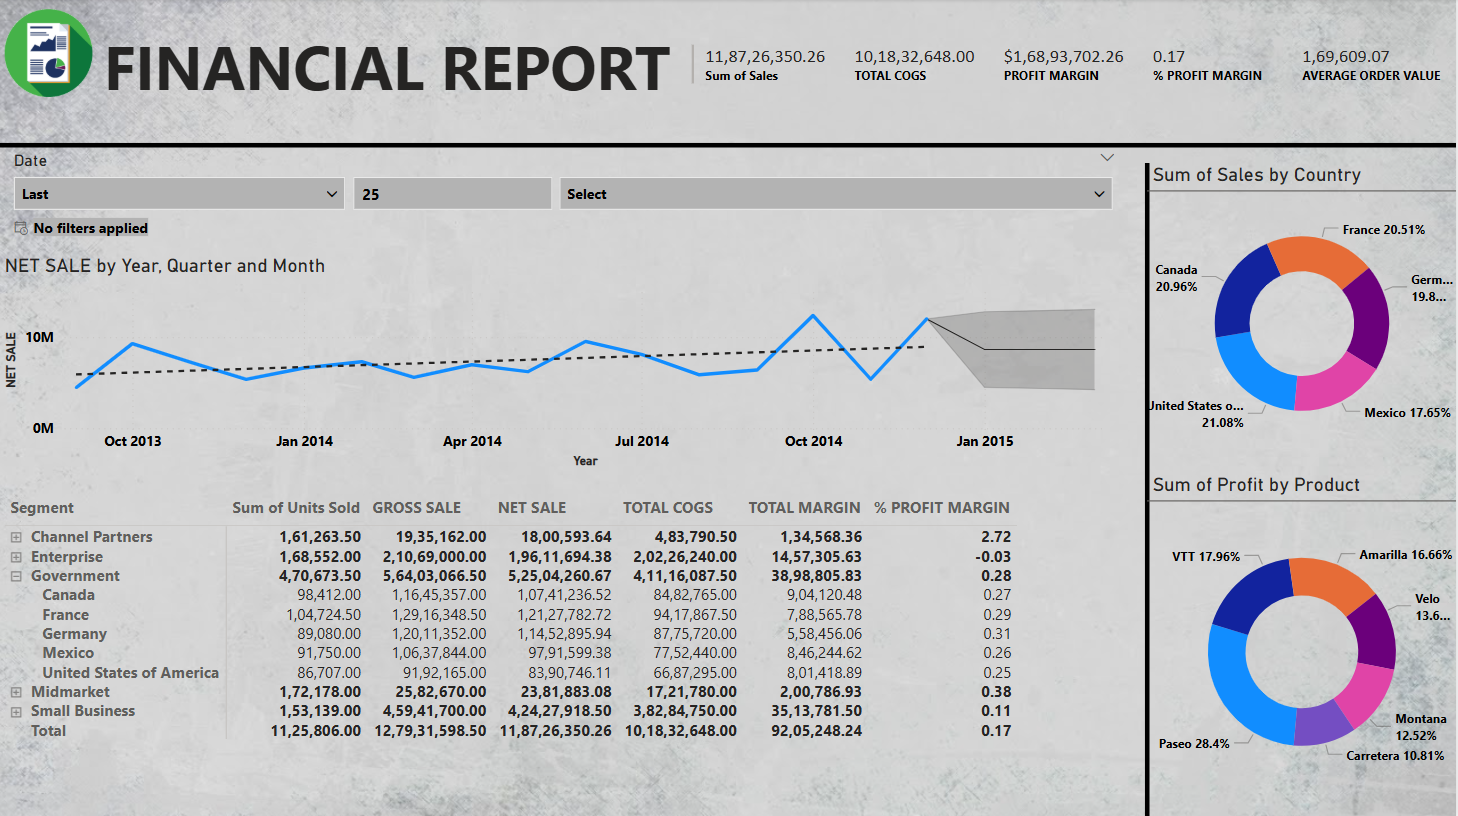 FINANCIAL REPORT
11,87,26,350.26 10,18,32,648.00 $1,68,93,702.26 0.17 1,69,609.07
Sum of Sales TOTAL COGS PROFIT MARGIN % PROFIT MARGIN AVERAGE ORDER VALUE
Date
Last 25 Select
No filters applied
NET SALE by Year, Quarter and Month
NET SALE
10M
0M
Oct 2013 Jan 2014 Apr 2014 Jul 2014 Oct 2014 Jan 2015
Year
Segment Sum of Units Sold GROSS SALE NET SALE TOTAL COGS TOTAL MARGIN % PROFIT MARGIN
Channel Partners 1,61,263.50 19,35,162.00 18,00,593.64 4,83,790.50 1,34,568.36 2.72
Enterprise 1,68,552.00 2,10,69,000.00 1,96,11,694.38 2,02,26,240.00 14,57,305.63 -0.03
Government 4,70,673.50 5,64,03,066.50 5,25,04,260.67 4,11,16,087.50 38,98,805.83 0.28
Canada 98,412.00 1,16,45,357.00 1,07,41,236.52 84,82,765.00 9,04,120.48 0.27
France 1,04,724.50 1,29,16,348.50 1,21,27,782.72 94,17,867.50 7,88,565.78 0.29
Germany 89,080.00 1,20,11,352.00 1,14,52,895.94 87,75,720.00 5,58,456.06 0.31
Mexico 91,750.00 1,06,37,844.00 97,91,599.38 77,52,440.00 8,46,244.62 0.26
United States of America 86,707.00 91,92,165.00 83,90,746.11 66,87,295.00 8,01,418.89 0.25
Midmarket 1,72,178.00 25,82,670.00 23,81,883.08 17,21,780.00 2,00,786.93 0.38
Small Business 1,53,139.00 4,59,41,700.00 4,24,27,918.50 3,82,84,750.00 35,13,781.50 0.11
Total 11,25,806.00 12,79,31,598.50 11,87,26,350.26 10,18,32,648.00 92,05,248.24 0.17
Sum of Sales by Country
France 20.51%
Canada
20.96%
Germ...
19.8...
United States o...
21.08%
Mexico 17.65%
Sum of Profit by Product
VTT 17.96%
Amarilla 16.66%
Velo
13.6...
Montana
12.52%
Paseo 28.4%
Carretera 10.81%